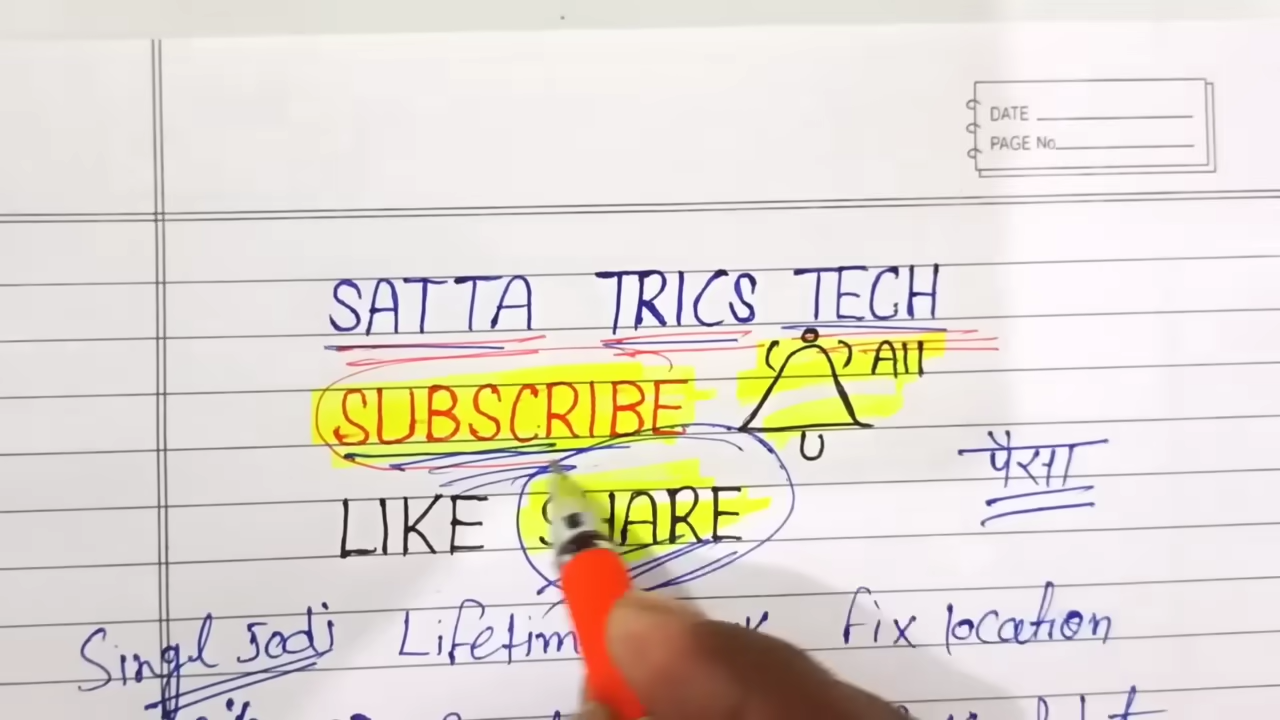 DATE
PAGE No.
SATTA TRICS TECH
SUBSCRIBE All
LIKE SHARE
पैसा
Singl Jodi Lifetim fix location